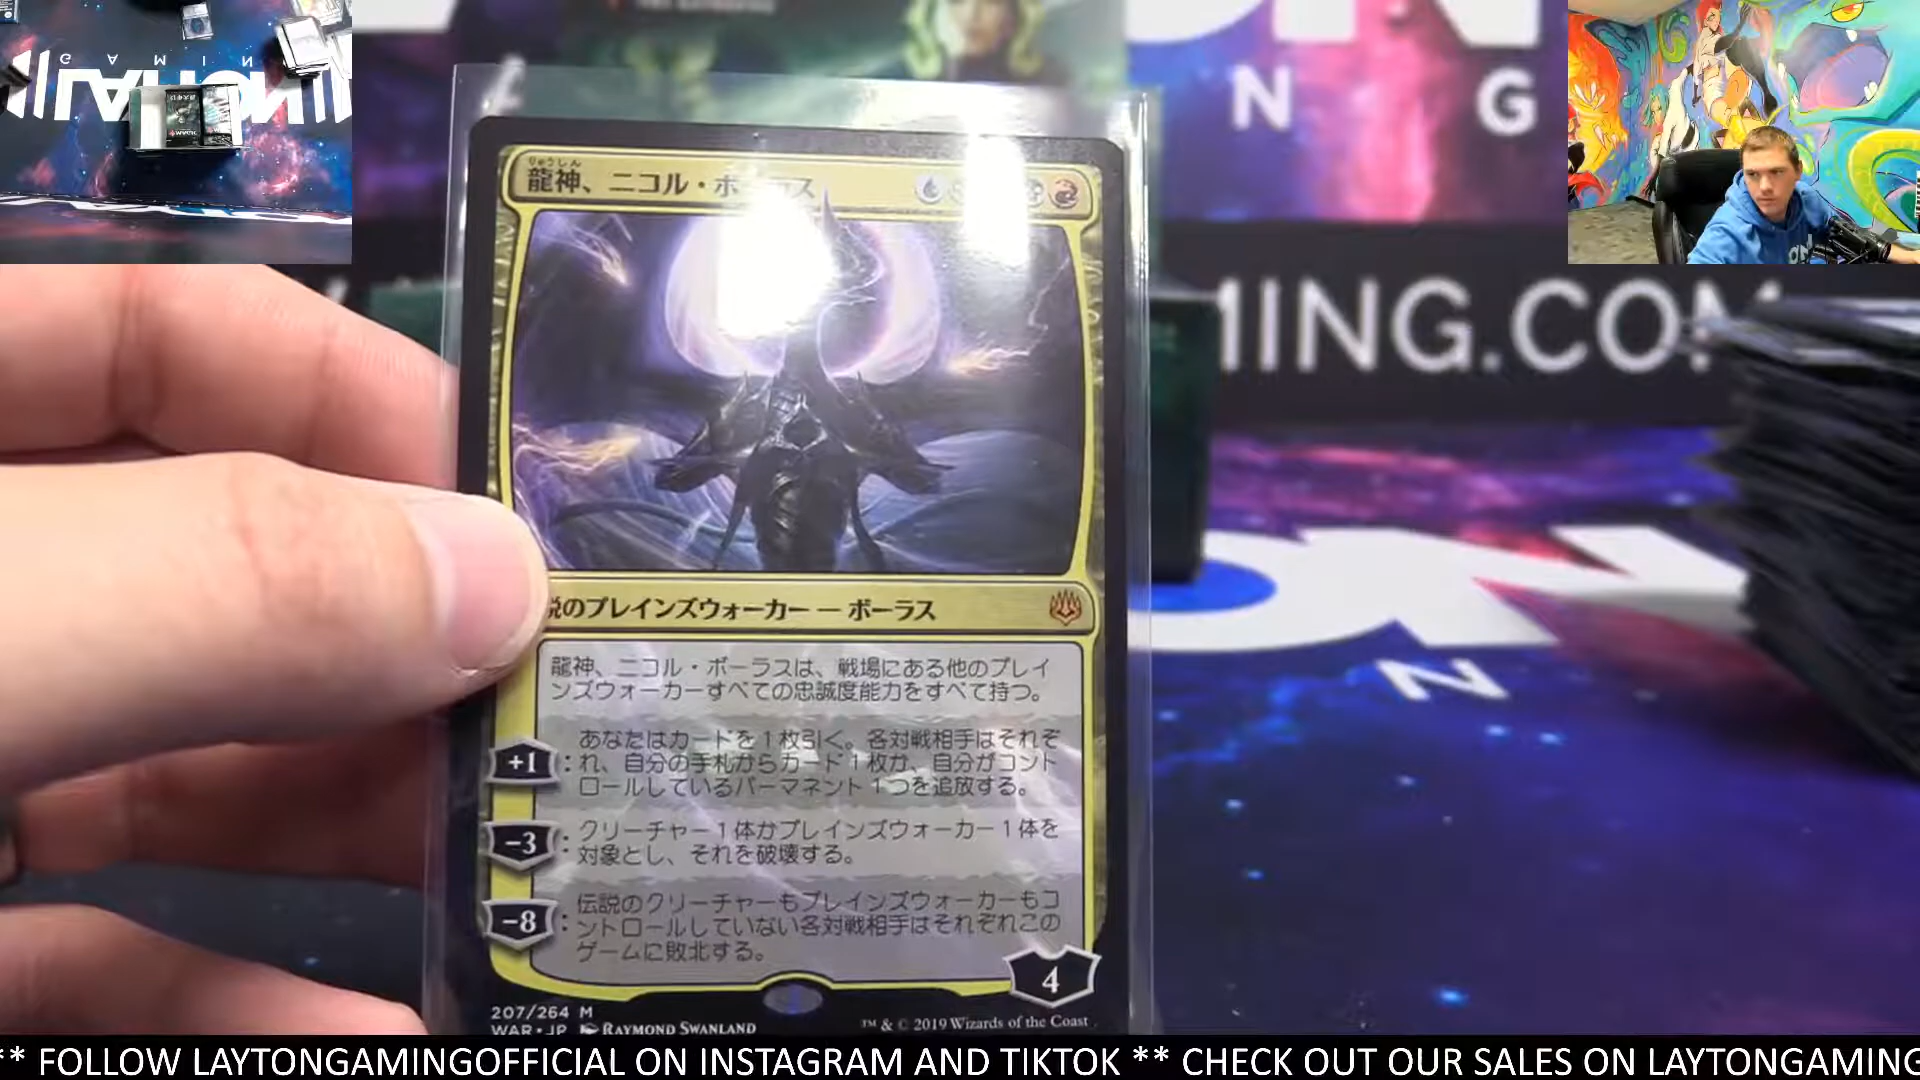 りゅうしん
龍神、ニコル・ボーラス
説のプレインズウォーカー — ボーラス
龍神、ニコル・ボーラスは、戦場にある他のプレイ
ンズウォーカーすべての忠誠度能力をすべて持つ。
+1
:
あなたはカードを1枚引く。各対戦相手はそれぞ
れ、自分の手札からカード1枚か、自分がコント
ロールしているパーマネント1つを追放する。
-3
:
クリーチャー1体かプレインズウォーカー1体を
対象とし、それを破壊する。
-8
:
伝説のクリーチャーもプレインズウォーカーもコ
ントロールしていない各対戦相手はそれぞれこの
ゲームに敗北する。
4
207/264 M
WAR • JP RAYMOND SWANLAND
™ & © 2019 Wizards of the Coast
N G
MING.COM
ON
N
GAMIN
** FOLLOW LAYTONGAMINGOFFICIAL ON INSTAGRAM AND TIKTOK ** CHECK OUT OUR SALES ON LAYTONGAMING